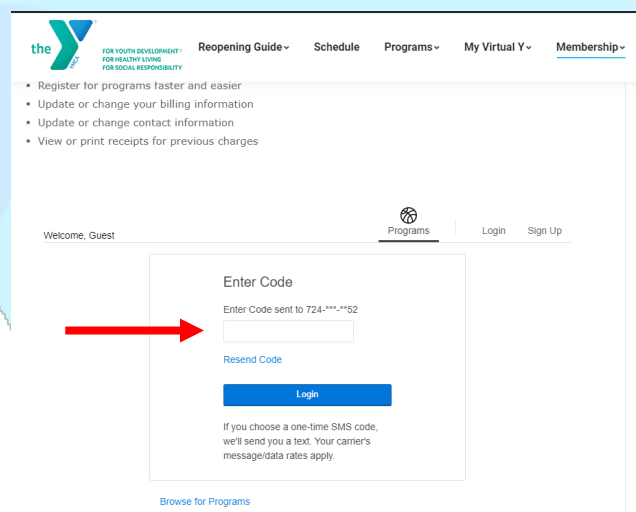 the
YMCA
FOR YOUTH DEVELOPMENT®
FOR HEALTHY LIVING
FOR SOCIAL RESPONSIBILITY
Reopening Guide Schedule Programs My Virtual Y Membership
• Register for programs faster and easier
• Update or change your billing information
• Update or change contact information
• View or print receipts for previous charges
Welcome, Guest
Programs Login Sign Up
Enter Code
Enter Code sent to 724-***-**52
Resend Code
Login
If you choose a one-time SMS code,
we'll send you a text. Your carrier's
message/data rates apply.
Browse for Programs